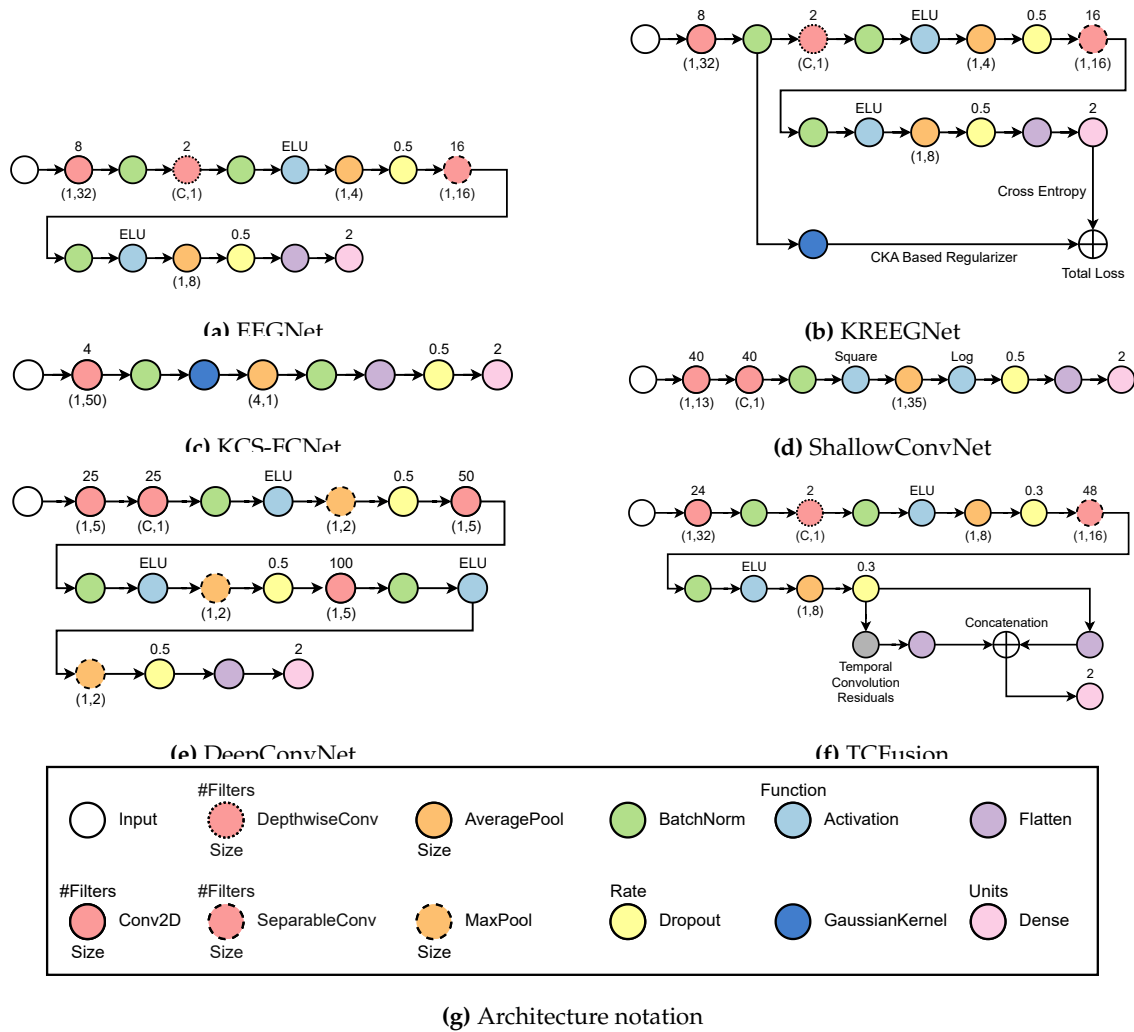 8 2 ELU 0.5 16
(1,32) (C,1) (1,4) (1,16)
ELU 0.5 2
(1,8)
(a) EEGNet
8 2 ELU 0.5 16
(1,32) (C,1) (1,4) (1,16)
ELU 0.5 2
(1,8)
Cross Entropy
CKA Based Regularizer
Total Loss
(b) KREEGNet
4 0.5 2
(1,50) (4,1)
(c) KCS-FCNet
40 40 Square Log 0.5 2
(1,13) (C,1) (1,35)
(d) ShallowConvNet
25 25 ELU 0.5 50
(1,5) (C,1) (1,2) (1,5)
ELU 0.5 100 ELU
(1,2) (1,5)
0.5 2
(1,2)
(e) DeepConvNet
24 2 ELU 0.3 48
(1,32) (C,1) (1,8) (1,16)
ELU 0.3
(1,8)
Concatenation
Temporal
Convolution
Residuals
2
(f) TCFusion
#Filters Function
Input DepthwiseConv AveragePool BatchNorm Activation Flatten
Size Size
#Filters #Filters Rate Units
Conv2D SeparableConv MaxPool Dropout GaussianKernel Dense
Size Size Size
(g) Architecture notation